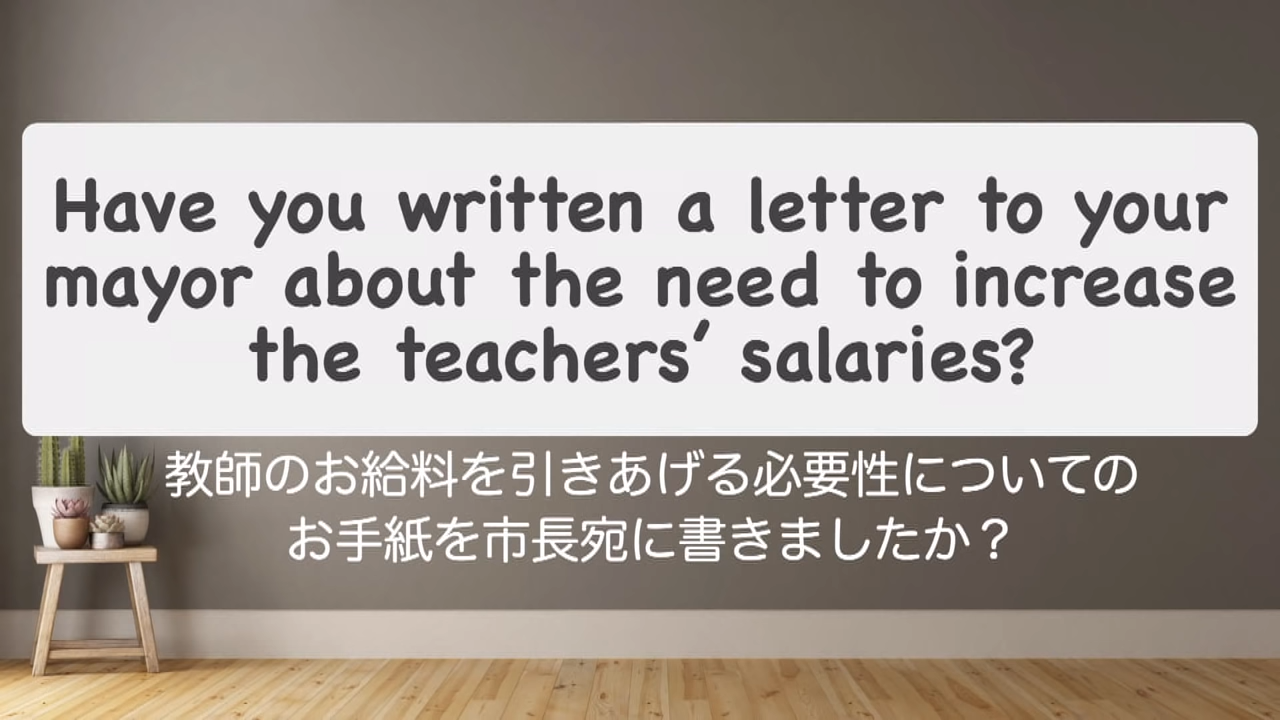 Have you written a letter to your
mayor about the need to increase
the teachers' salaries?
教師のお給料を引きあげる必要性についての
お手紙を市長宛に書きましたか？